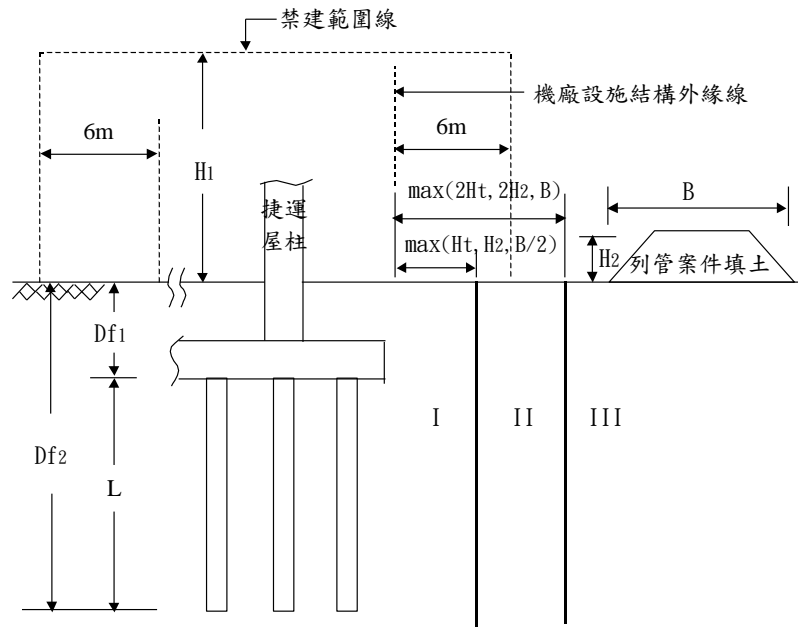 禁建範圍線
機廠設施結構外緣線
6m
6m
H1
max(2Ht,2H2,B)
B
捷運
屋柱
max(Ht,H2,B/2)
H2
列管案件填土
Df1
I
II
III
Df2
L